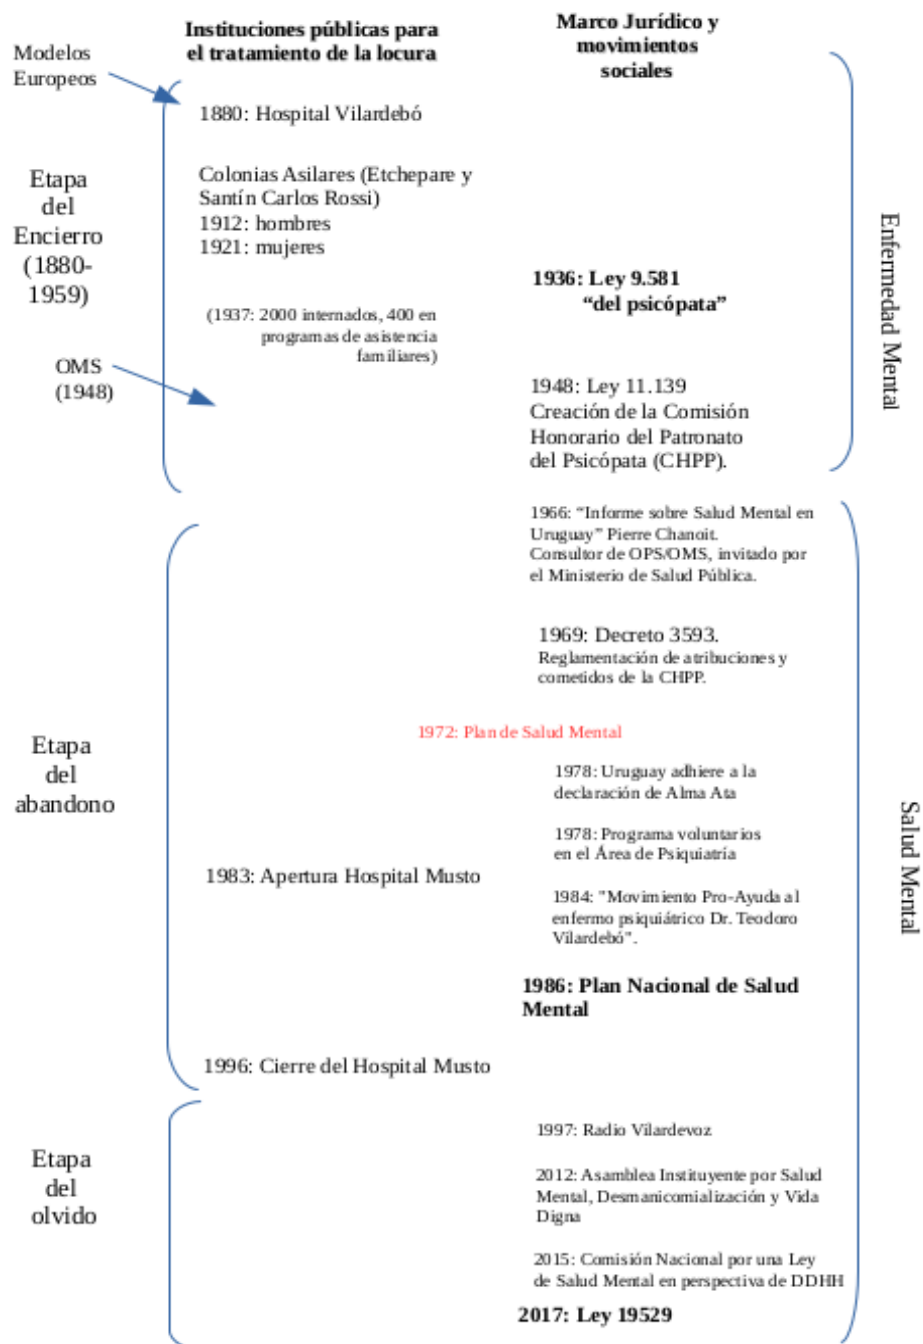 Instituciones públicas para
el tratamiento de la locura
Marco Jurídico y
movimientos
sociales
Modelos
Europeos
1880: Hospital Vilardebó
Etapa
del
Encierro
(1880-
1959)
Colonias Asilares (Etchepare y
Santín Carlos Rossi)
1912: hombres
1921: mujeres
1936: Ley 9.581
“del psicópata”
(1937: 2000 internados, 400 en
programas de asistencia
familiares)
OMS
(1948)
1948: Ley 11.139
Creación de la Comisión
Honorario del Patronato
del Psicópata (CHPP).
Enfermedad Mental
1966: “Informe sobre Salud Mental en
Uruguay” Pierre Chanoit.
Consultor de OPS/OMS, invitado por
el Ministerio de Salud Pública.
1969: Decreto 3593.
Reglamentación de atribuciones y
cometidos de la CHPP.
1972: Plan de Salud Mental
Etapa
del
abandono
1978: Uruguay adhiere a la
declaración de Alma Ata
1978: Programa voluntarios
en el Área de Psiquiatría
1983: Apertura Hospital Musto
1984: "Movimiento Pro-Ayuda al
enfermo psiquiátrico Dr. Teodoro
Vilardebó".
1986: Plan Nacional de Salud
Mental
1996: Cierre del Hospital Musto
Salud Mental
Etapa
del
olvido
1997: Radio Vilardevoz
2012: Asamblea Instituyente por Salud
Mental, Desmanicomialización y Vida
Digna
2015: Comisión Nacional por una Ley
de Salud Mental en perspectiva de DDHH
2017: Ley 19529